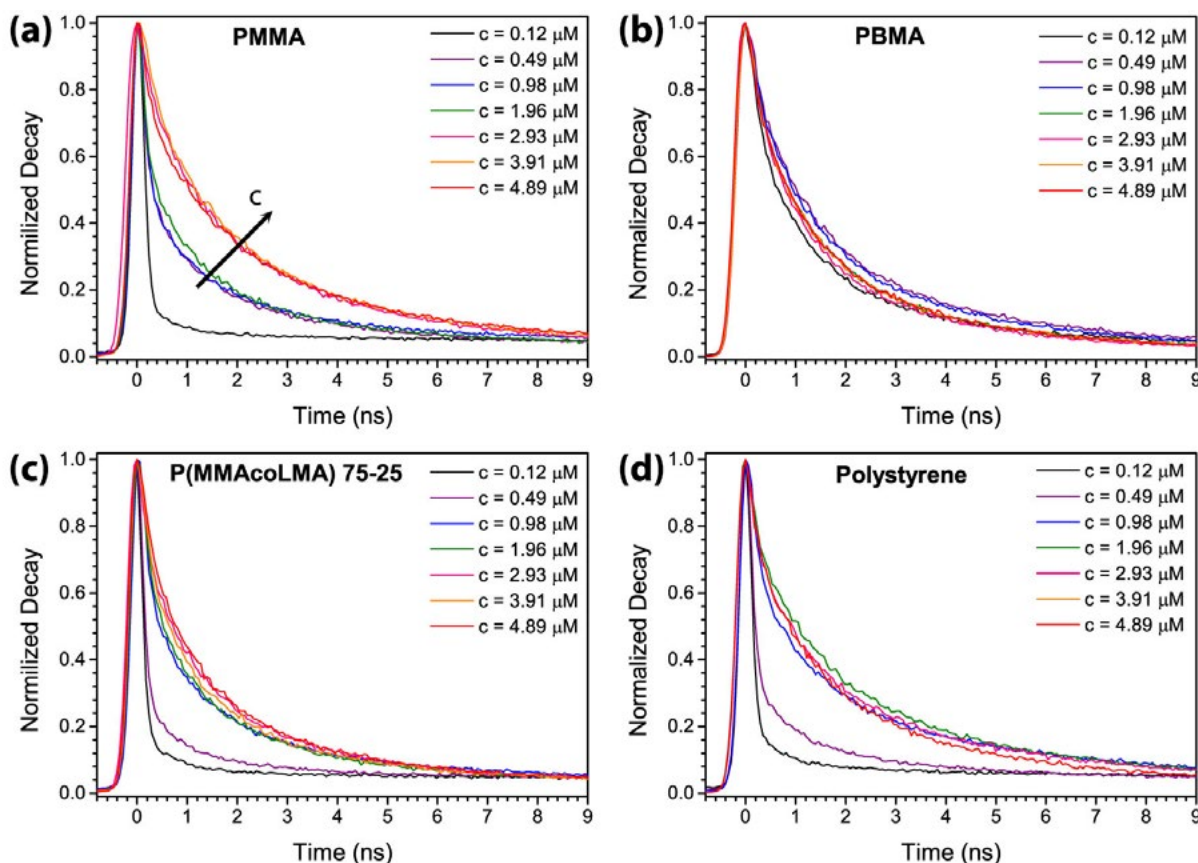 (a)
PMMA
c = 0.12 μM
c = 0.49 μM
c = 0.98 μM
c = 1.96 μM
c = 2.93 μM
c = 3.91 μM
c = 4.89 μM
C
Normilized Decay
1.0
0.8
0.6
0.4
0.2
0.0
0 1 2 3 4 5 6 7 8 9
Time (ns)
(b)
PBMA
c = 0.12 μM
c = 0.49 μM
c = 0.98 μM
c = 1.96 μM
c = 2.93 μM
c = 3.91 μM
c = 4.89 μM
Normalized Decay
1.0
0.8
0.6
0.4
0.2
0.0
0 1 2 3 4 5 6 7 8 9
Time (ns)
(c)
P(MMAcoLMA) 75-25
c = 0.12 μM
c = 0.49 μM
c = 0.98 μM
c = 1.96 μM
c = 2.93 μM
c = 3.91 μM
c = 4.89 μM
Normilized Decay
1.0
0.8
0.6
0.4
0.2
0.0
0 1 2 3 4 5 6 7 8 9
Time (ns)
(d)
Polystyrene
c = 0.12 μM
c = 0.49 μM
c = 0.98 μM
c = 1.96 μM
c = 2.93 μM
c = 3.91 μM
c = 4.89 μM
Normalized Decay
1.0
0.8
0.6
0.4
0.2
0.0
0 1 2 3 4 5 6 7 8 9
Time (ns)